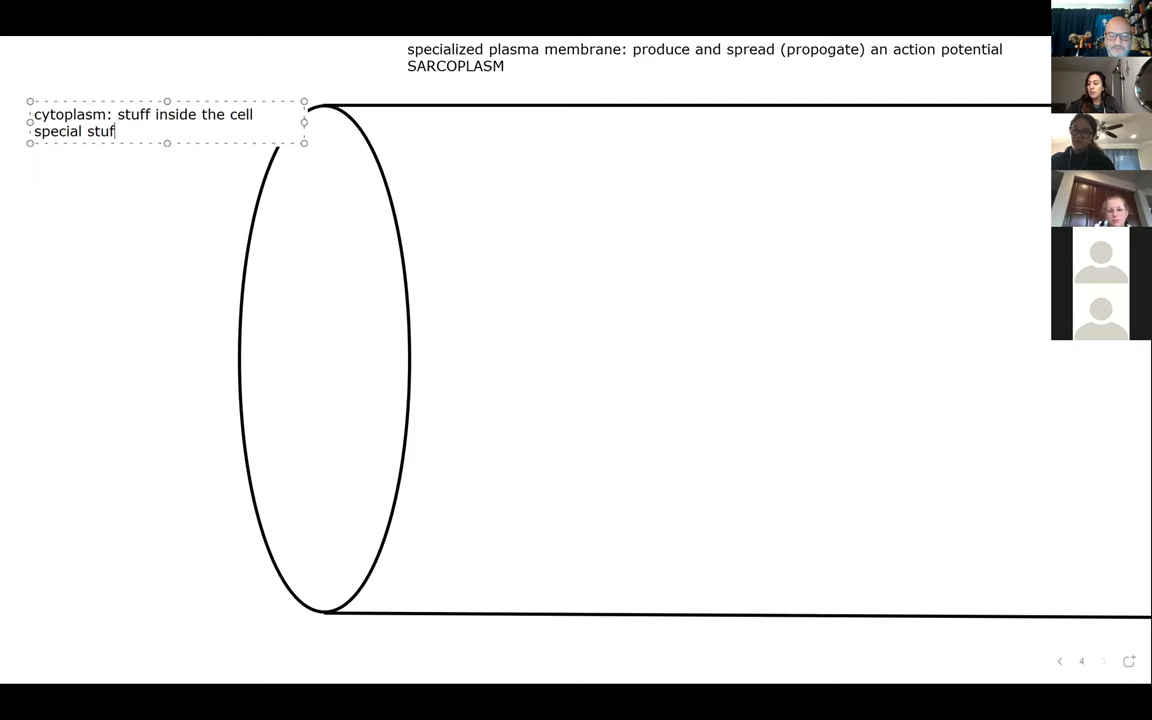 specialized plasma membrane: produce and spread (propogate) an action potential
SARCOPLASM
cytoplasm: stuff inside the cell
special stuf
4